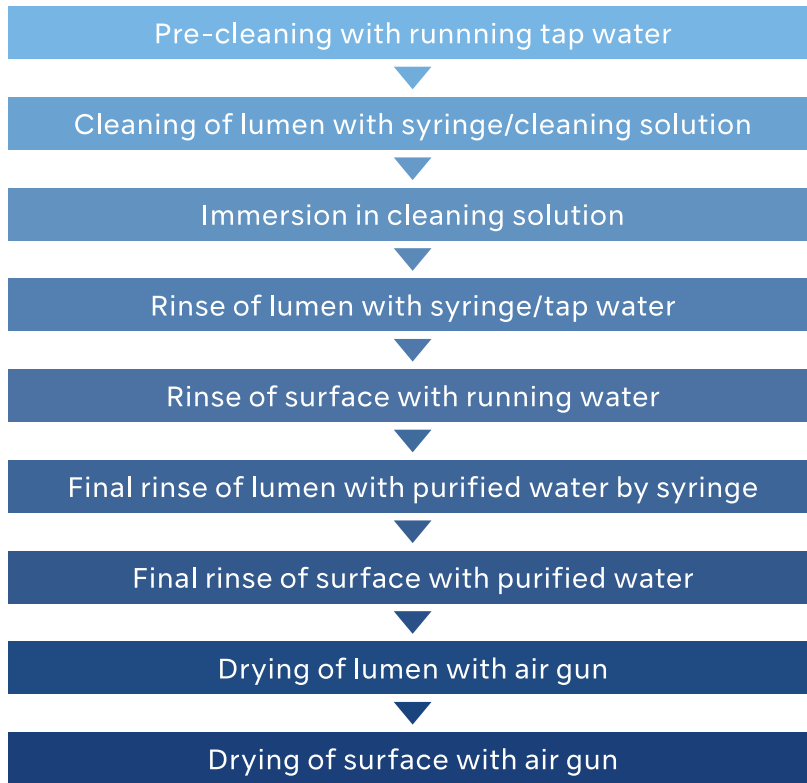 Pre-cleaning with runnning tap water
Cleaning of lumen with syringe/cleaning solution
Immersion in cleaning solution
Rinse of lumen with syringe/tap water
Rinse of surface with running water
Final rinse of lumen with purified water by syringe
Final rinse of surface with purified water
Drying of lumen with air gun
Drying of surface with air gun